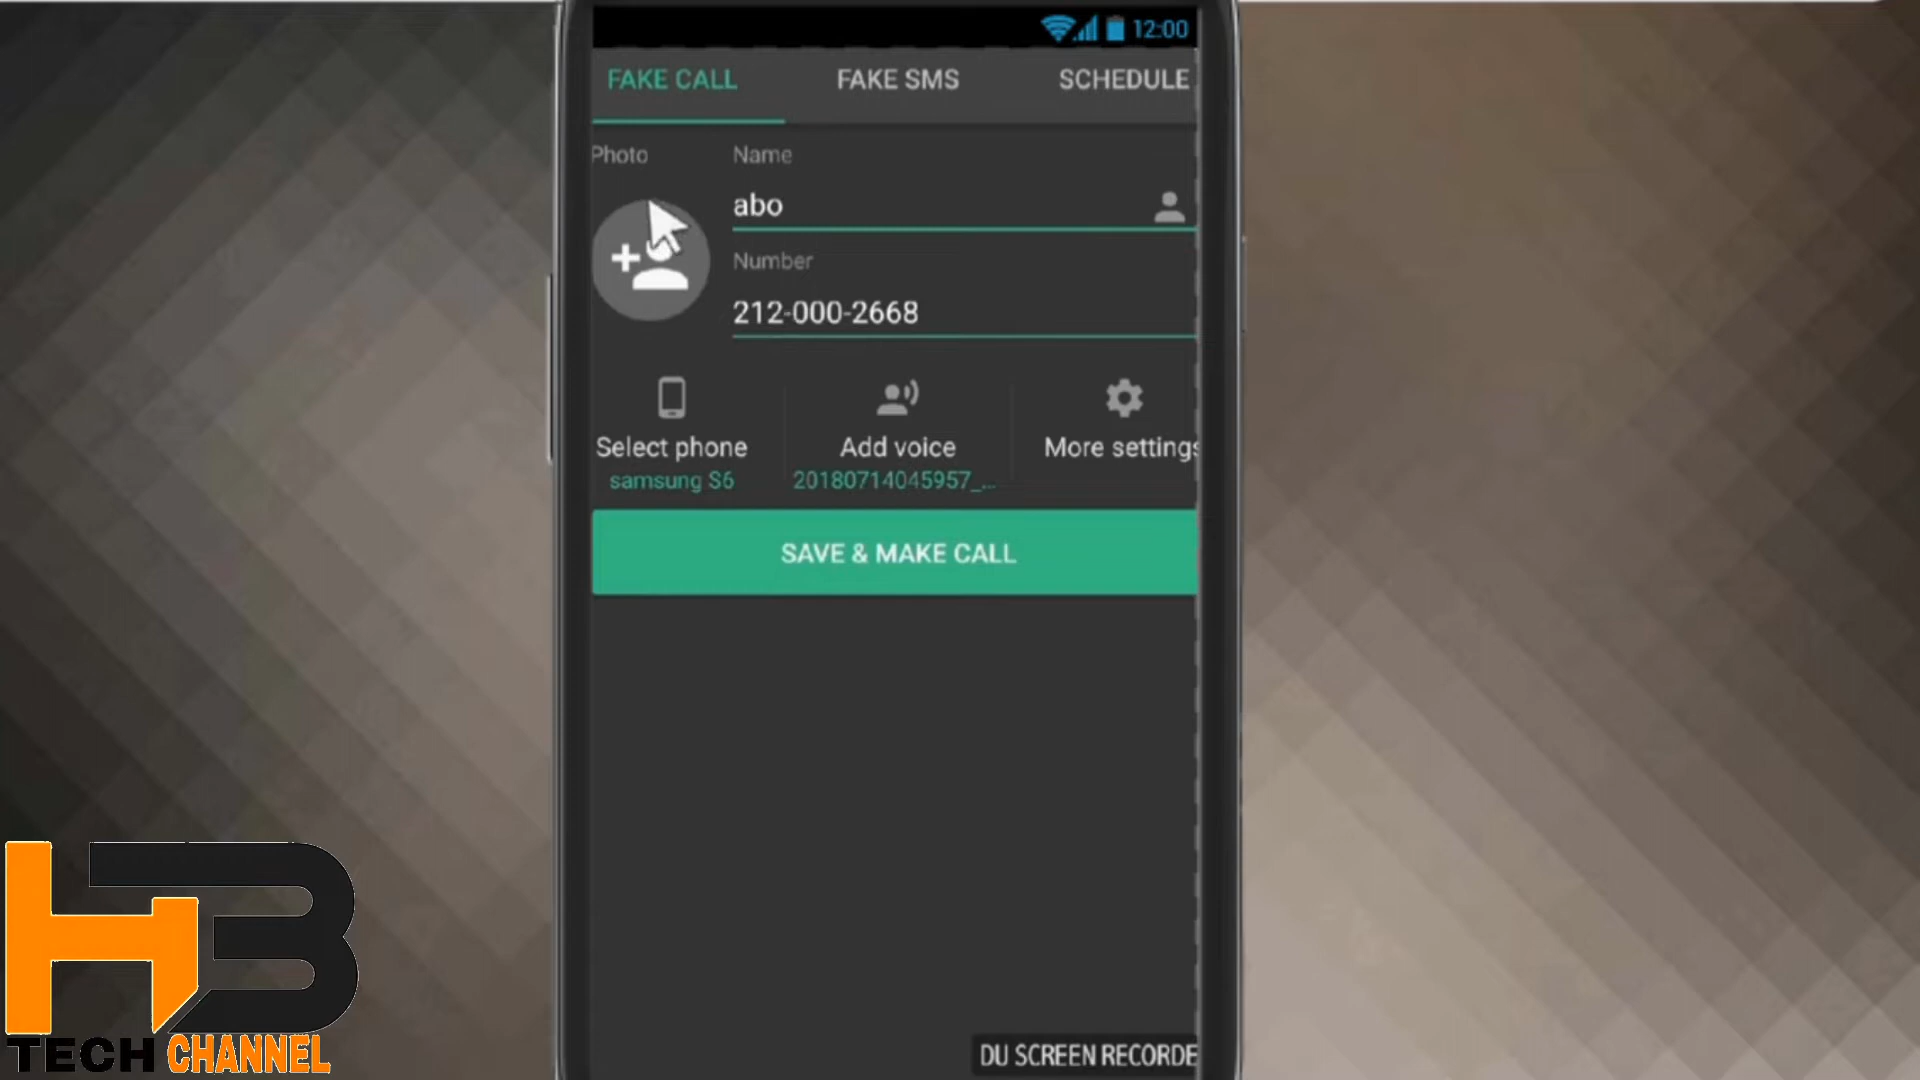 12:00
FAKE CALL FAKE SMS SCHEDULE
Photo Name
abo
Number
212-000-2668
Select phone Add voice More settings
samsung S6 20180714045957_...
SAVE & MAKE CALL
HB
TECH CHANNEL
DU SCREEN RECORDE